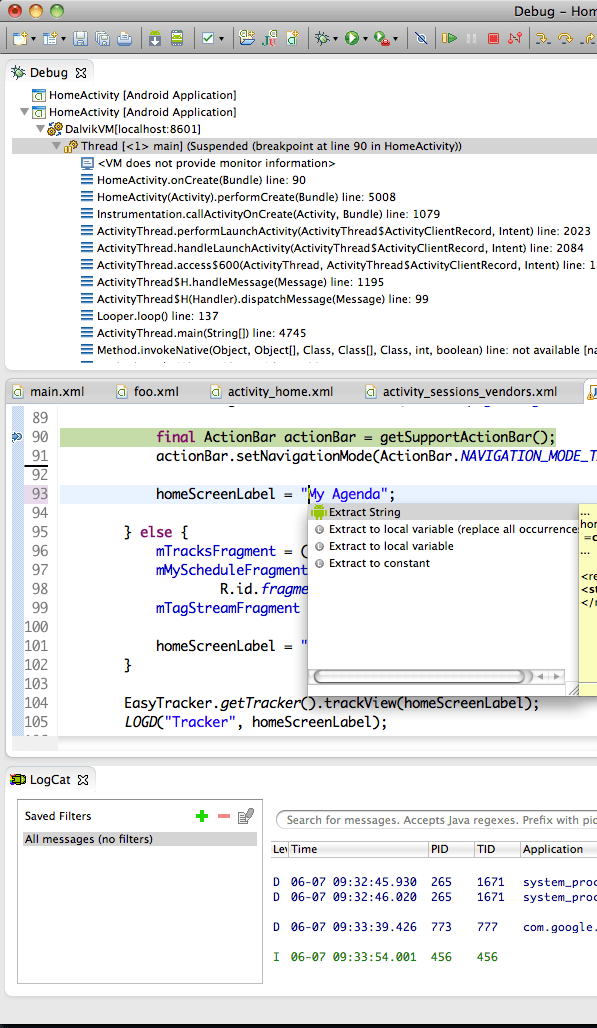 Debug – Hom
Debug
HomeActivity [Android Application]
HomeActivity [Android Application]
DalvikVM[localhost:8601]
Thread [<1> main] (Suspended (breakpoint at line 90 in HomeActivity))
<VM does not provide monitor information>
HomeActivity.onCreate(Bundle) line: 90
HomeActivity(Activity).performCreate(Bundle) line: 5008
Instrumentation.callActivityOnCreate(Activity, Bundle) line: 1079
ActivityThread.performLaunchActivity(ActivityThread$ActivityClientRecord, Intent) line: 2023
ActivityThread.handleLaunchActivity(ActivityThread$ActivityClientRecord, Intent) line: 2084
ActivityThread.access$600(ActivityThread, ActivityThread$ActivityClientRecord, Intent) line: 1
ActivityThread$H.handleMessage(Message) line: 1195
ActivityThread$H(Handler).dispatchMessage(Message) line: 99
Looper.loop() line: 137
ActivityThread.main(String[]) line: 4745
Method.invokeNative(Object, Object[], Class, Class[], Class, int, boolean) line: not available [na
main.xml foo.xml activity_home.xml activity_sessions_vendors.xml
89
90 final ActionBar actionBar = getSupportActionBar();
91 actionBar.setNavigationMode(ActionBar.NAVIGATION_MODE_T
92
93 homeScreenLabel = "My Agenda";
94
95 } else {
96 mTracksFragment = (
97 mMyScheduleFragment
98 R.id.fragme
99 mTagStreamFragment
100
101 homeScreenLabel = "
102 }
103
104 EasyTracker.getTracker().trackView(homeScreenLabel);
105 LOGD("Tracker", homeScreenLabel);
Extract String
Extract to local variable (replace all occurrence
Extract to local variable
Extract to constant
...
hom
=c
...
<re
<st
</r
LogCat
Saved Filters
All messages (no filters)
Search for messages. Accepts Java regexes. Prefix with pid
Lev Time PID TID Application
D 06-07 09:32:45.930 265 1671 system_proc
D 06-07 09:32:46.020 265 1671 system_proc
D 06-07 09:33:39.426 773 777 com.google.
I 06-07 09:33:54.001 456 456